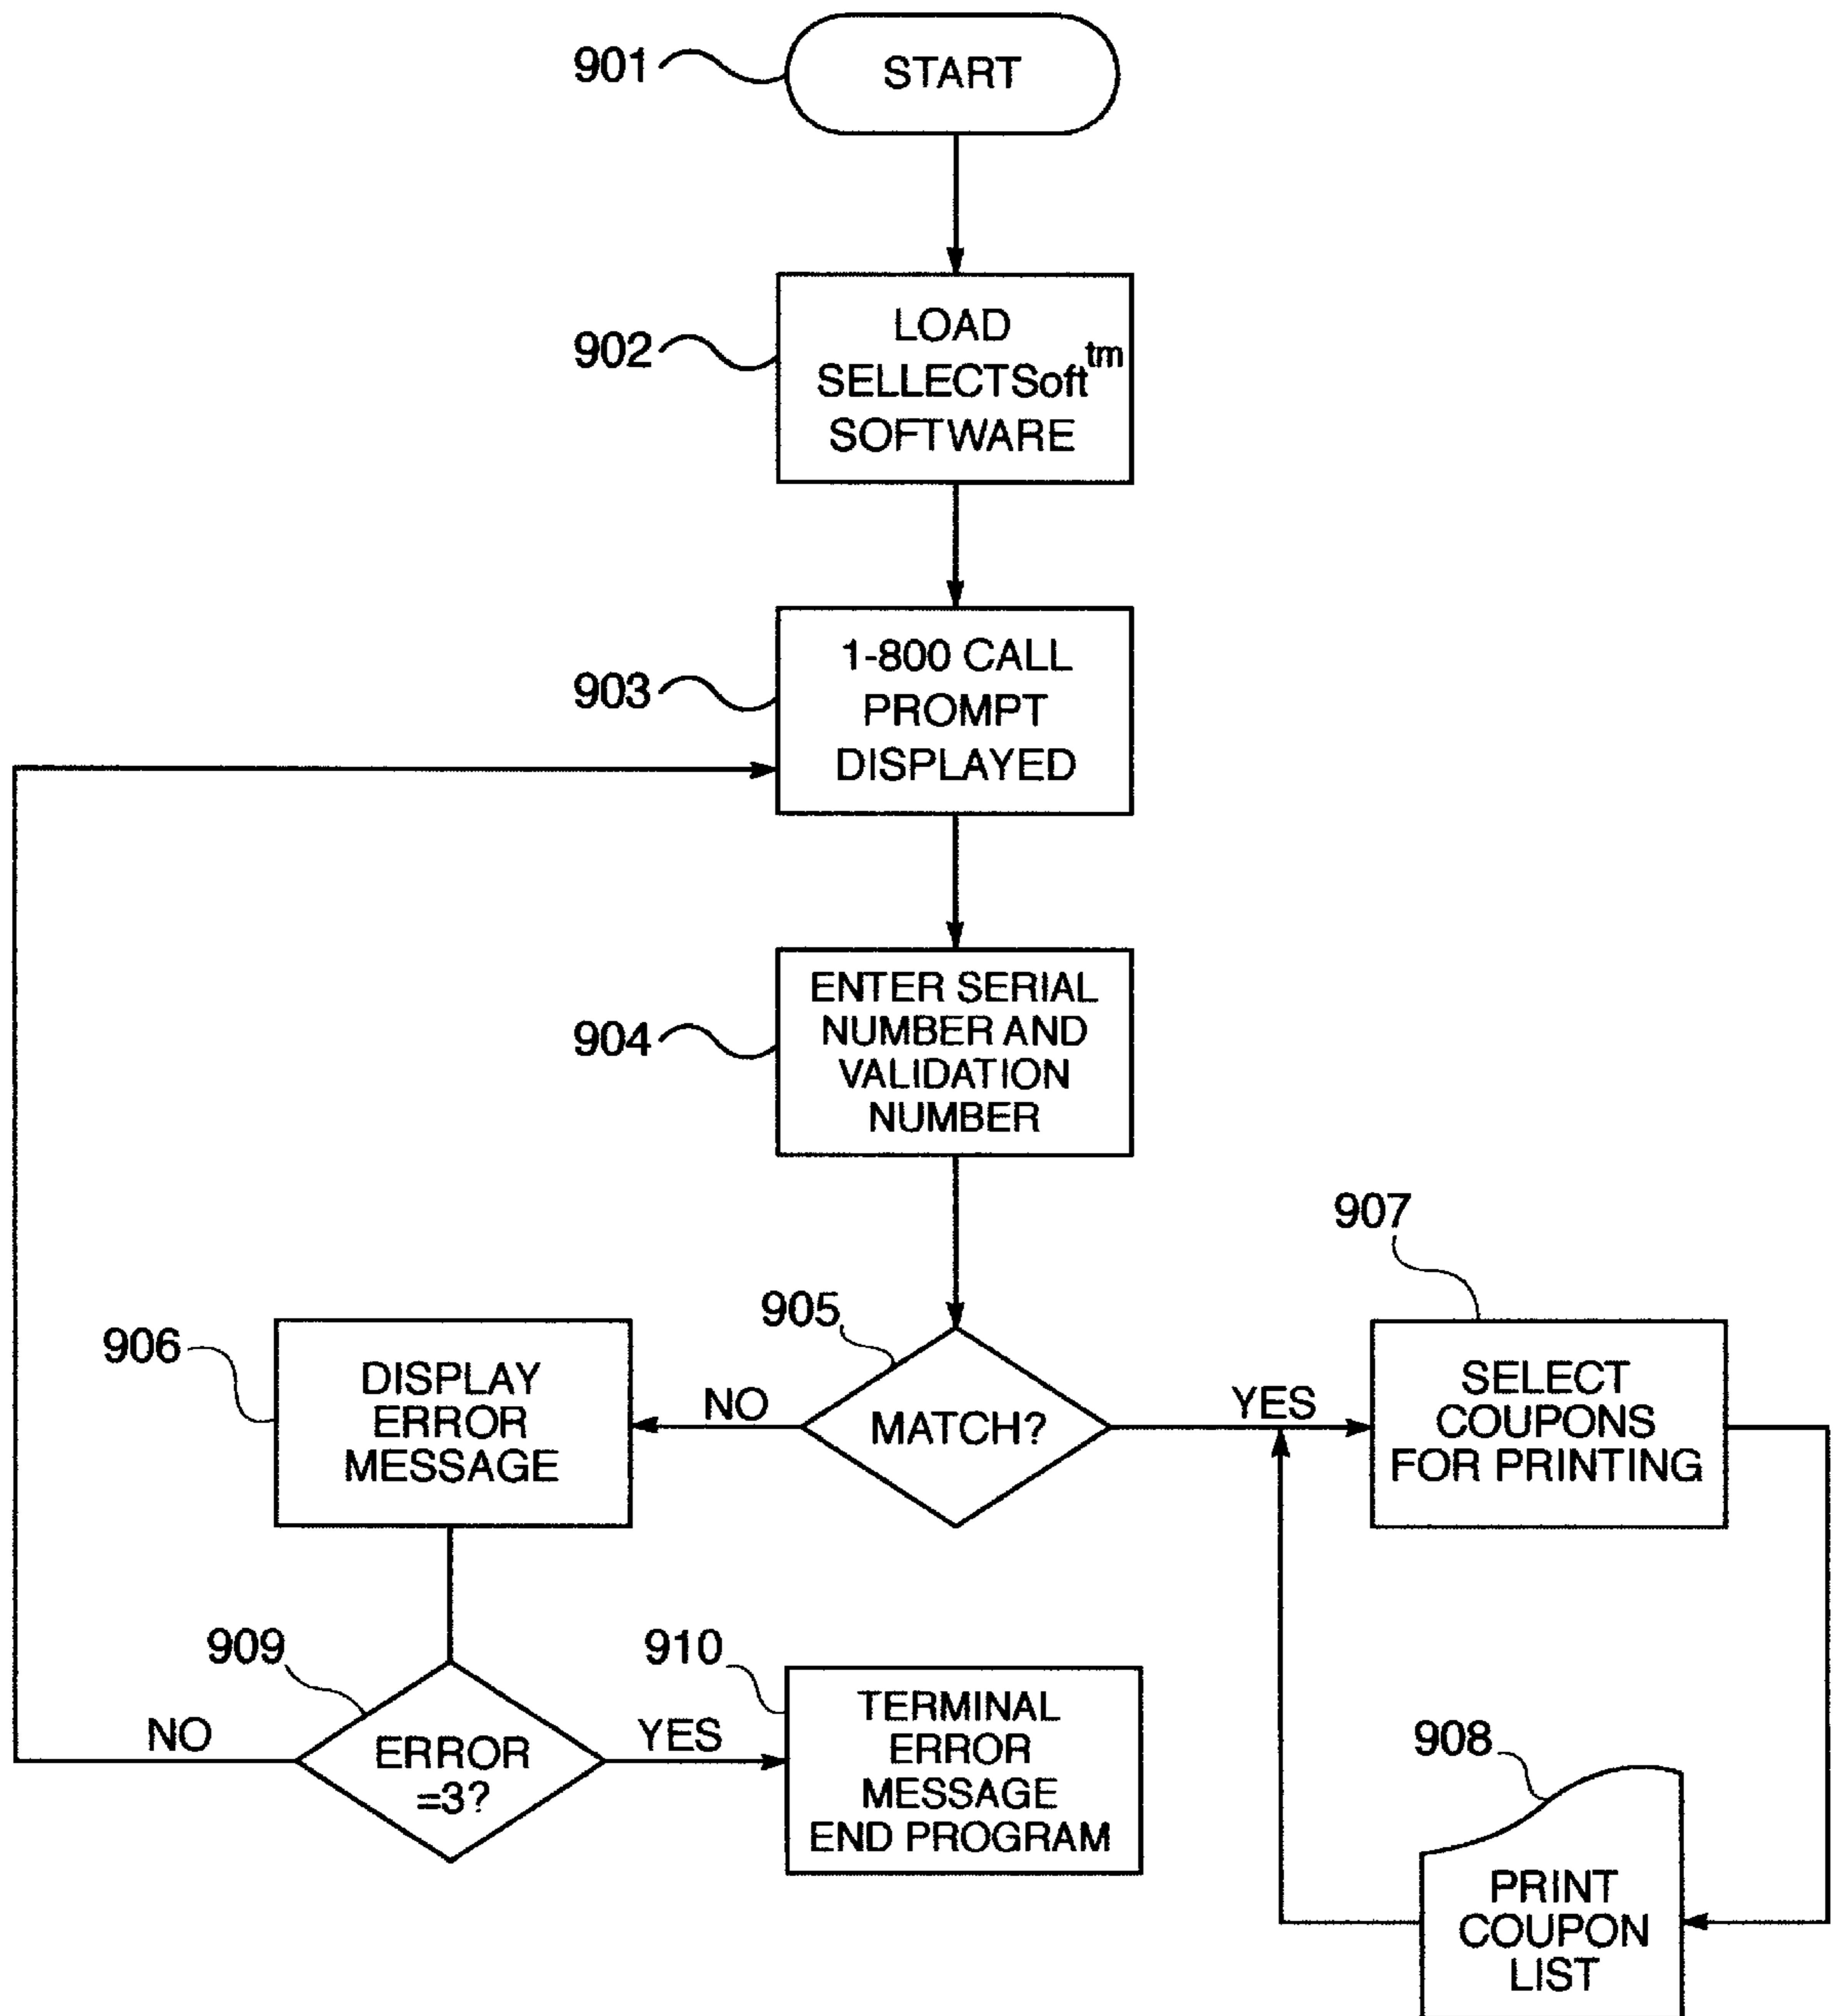 901
START
902
LOAD
SELLECTSoft tm
SOFTWARE
903
1-800 CALL
PROMPT
DISPLAYED
904
ENTER SERIAL
NUMBER AND
VALIDATION
NUMBER
905
MATCH?
NO
YES
906
DISPLAY
ERROR
MESSAGE
907
SELECT
COUPONS
FOR PRINTING
909
ERROR
=3?
NO
YES
910
TERMINAL
ERROR
MESSAGE
END PROGRAM
908
PRINT
COUPON
LIST